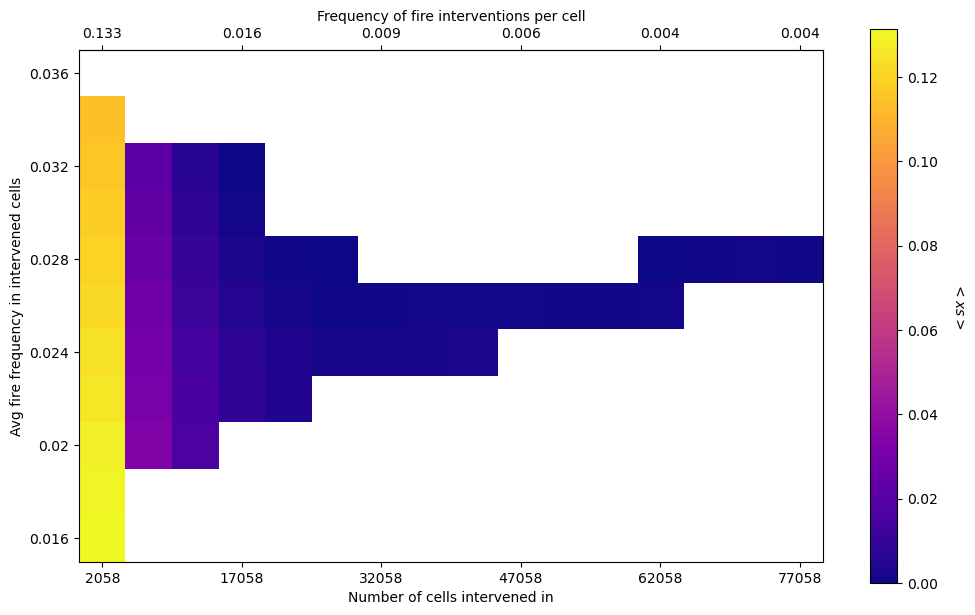 Frequency of fire interventions per cell
0.133 0.016 0.009 0.006 0.004 0.004
Avg fire frequency in intervened cells
0.036
0.032
0.028
0.024
0.02
0.016
2058 17058 32058 47058 62058 77058
Number of cells intervened in
0.12
0.10
0.08
0.06
0.04
0.02
0.00
< sx >